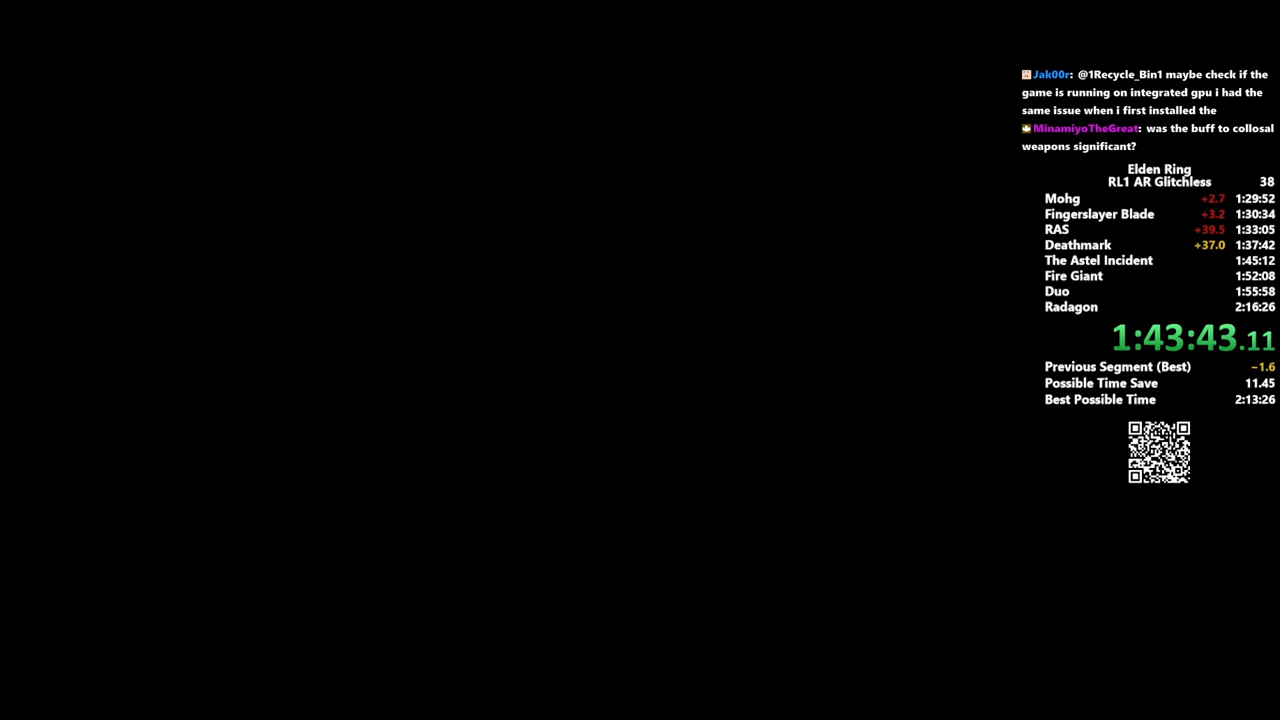 Jak00r: @1Recycle_Bin1 maybe check if the
game is running on integrated gpu i had the
same issue when i first installed the
MinamiyoTheGreat: was the buff to collosal
weapons significant?
Elden Ring
RL1 AR Glitchless 38
Mohg +2.7 1:29:52
Fingerslayer Blade +3.2 1:30:34
RAS +39.5 1:33:05
Deathmark +37.0 1:37:42
The Astel Incident 1:45:12
Fire Giant 1:52:08
Duo 1:55:58
Radagon 2:16:26
1:43:43.11
Previous Segment (Best) −1.6
Possible Time Save 11.45
Best Possible Time 2:13:26